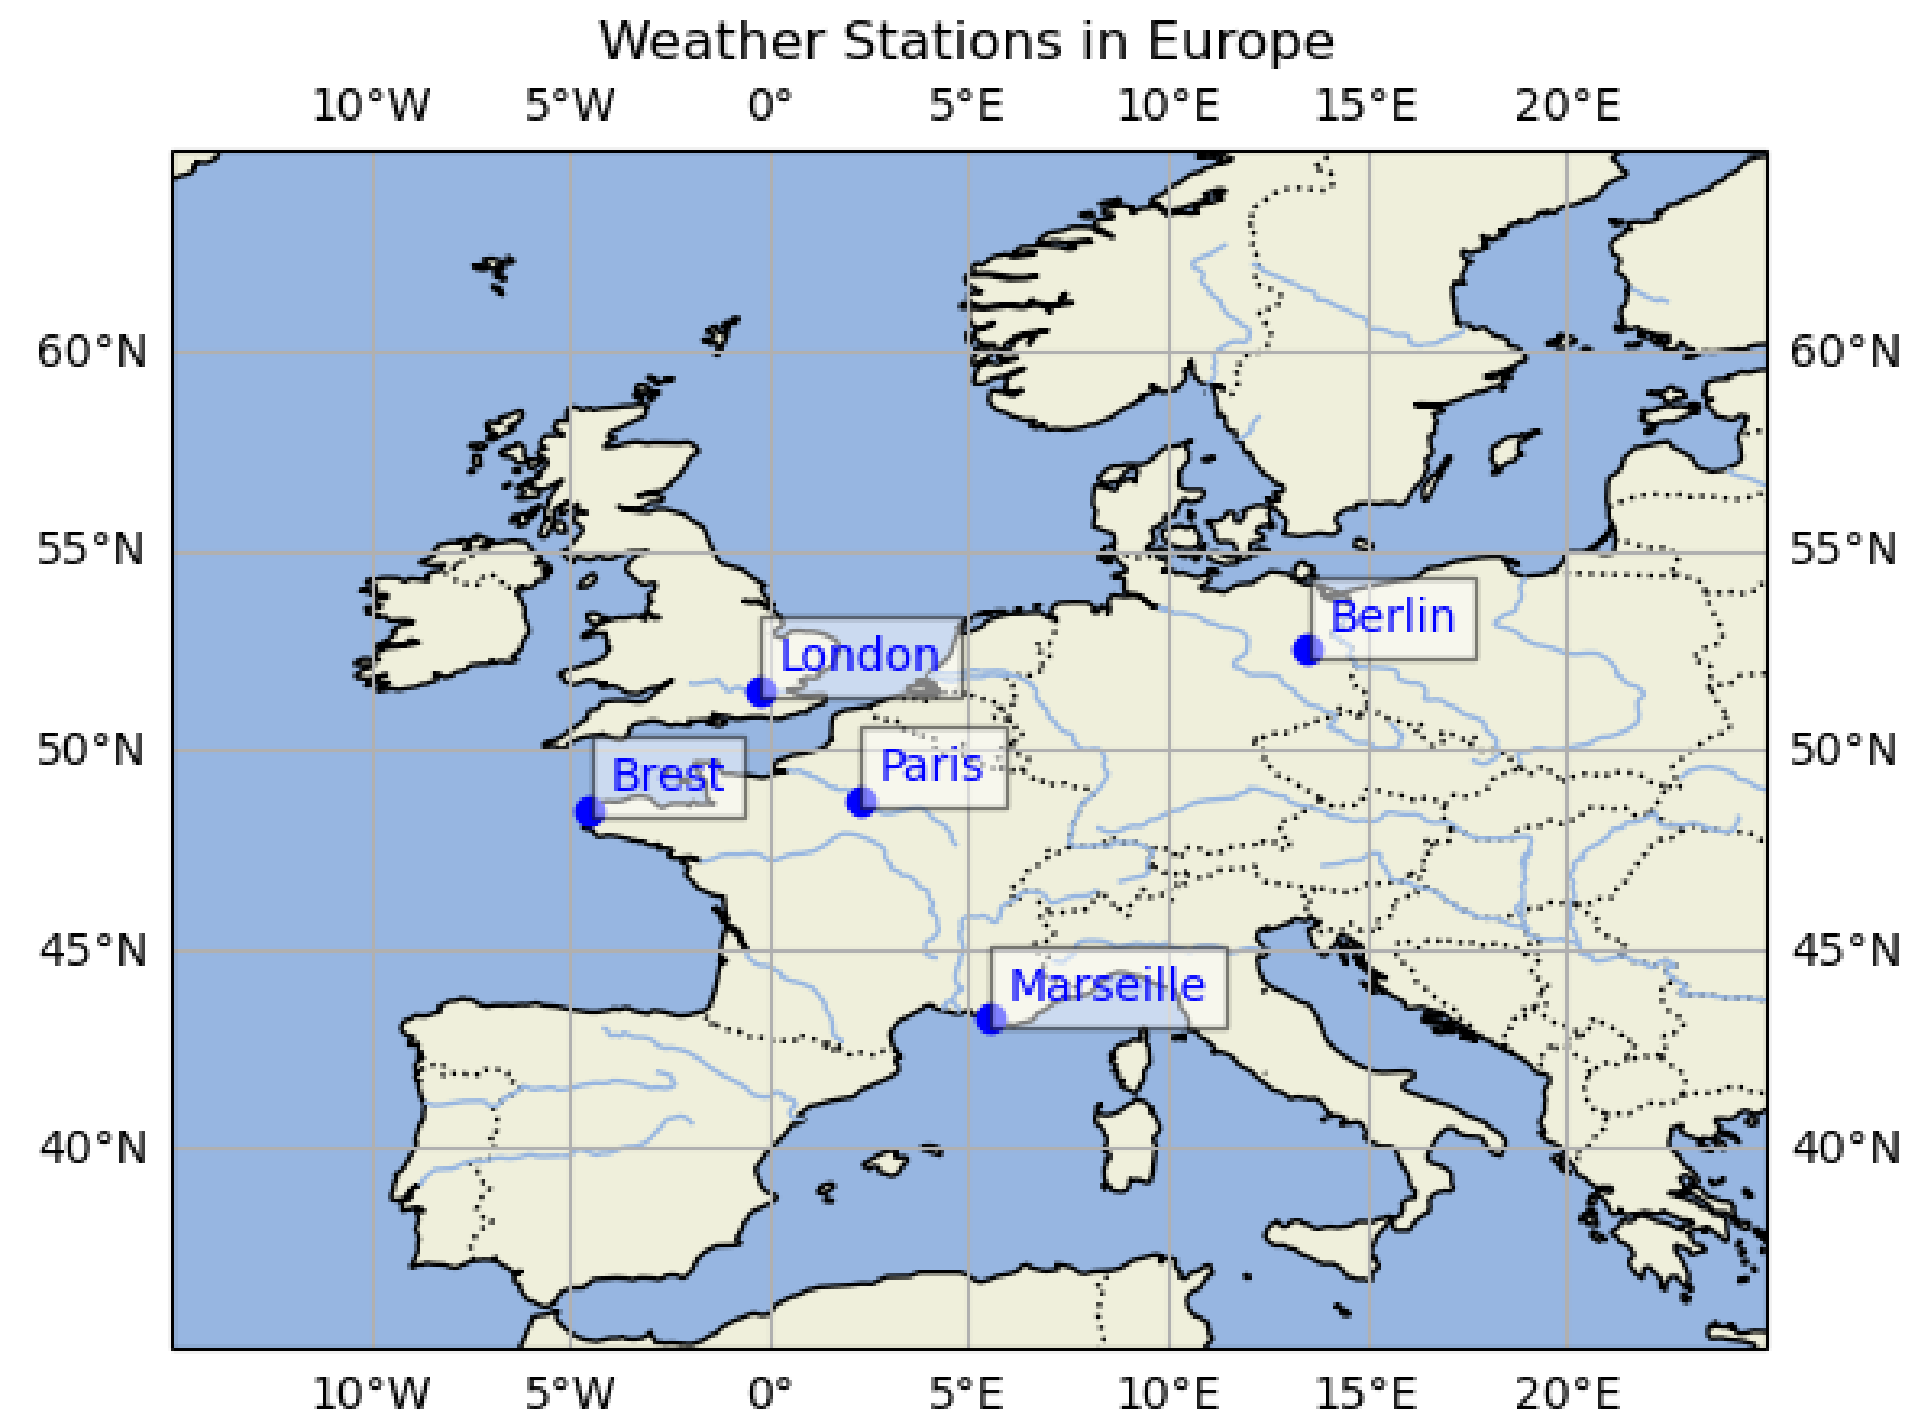 Weather Stations in Europe
10°W 5°W 0° 5°E 10°E 15°E 20°E
60°N 60°N
55°N 55°N
Berlin
London
50°N 50°N
Paris
Brest
45°N 45°N
Marseille
40°N 40°N
10°W 5°W 0° 5°E 10°E 15°E 20°E